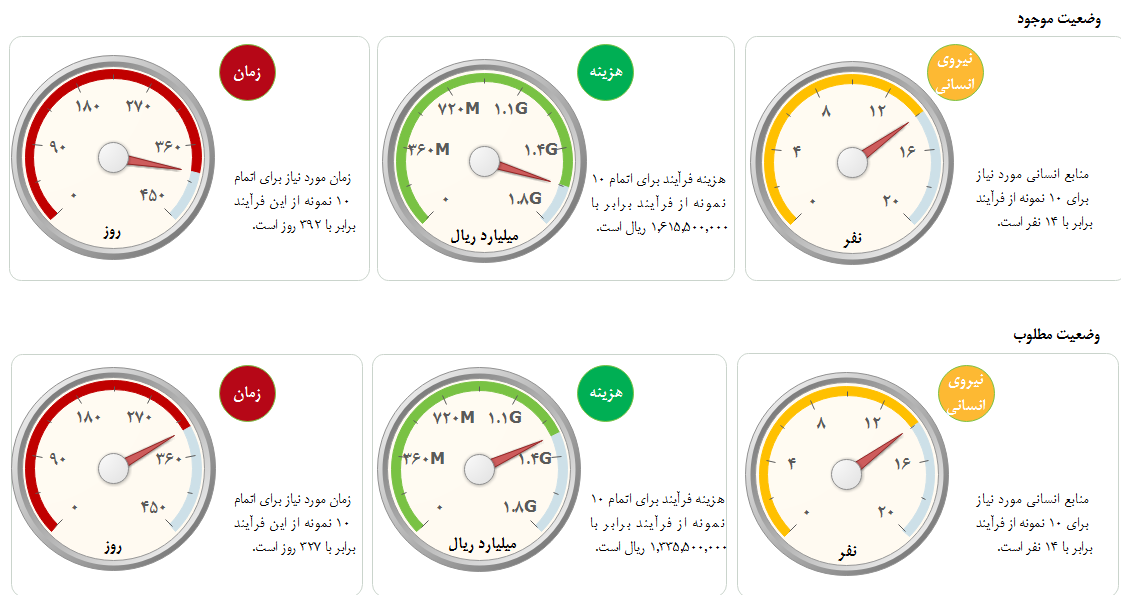 وضعیت موجود
نیروی
انسانی
۰
۴
۸
۱۲
۱۶
۲۰
نفر
منابع انسانی مورد نیاز
برای ۱۰ نمونه از فرآیند
برابر با ۱۴ نفر است.
هزینه
۰
۳۶۰M
۷۲۰M
۱.۱G
۱.۴G
۱.۸G
میلیارد ریال
هزینه فرآیند برای اتمام ۱۰
نمونه از فرآیند برابر با
۱,۶۱۵,۵۰۰,۰۰۰ ریال است.
زمان
۰
۹۰
۱۸۰
۲۷۰
۳۶۰
۴۵۰
روز
زمان مورد نیاز برای اتمام
۱۰ نمونه از این فرآیند
برابر با ۳۹۲ روز است.
وضعیت مطلوب
نیروی
انسانی
۰
۴
۸
۱۲
۱۶
۲۰
نفر
منابع انسانی مورد نیاز
برای ۱۰ نمونه از فرآیند
برابر با ۱۴ نفر است.
هزینه
۰
۳۶۰M
۷۲۰M
۱.۱G
۱.۴G
۱.۸G
میلیارد ریال
هزینه فرآیند برای اتمام ۱۰
نمونه از فرآیند برابر با
۱,۳۳۵,۵۰۰,۰۰۰ ریال است.
زمان
۰
۹۰
۱۸۰
۲۷۰
۳۶۰
۴۵۰
روز
زمان مورد نیاز برای اتمام
۱۰ نمونه از این فرآیند
برابر با ۳۲۷ روز است.